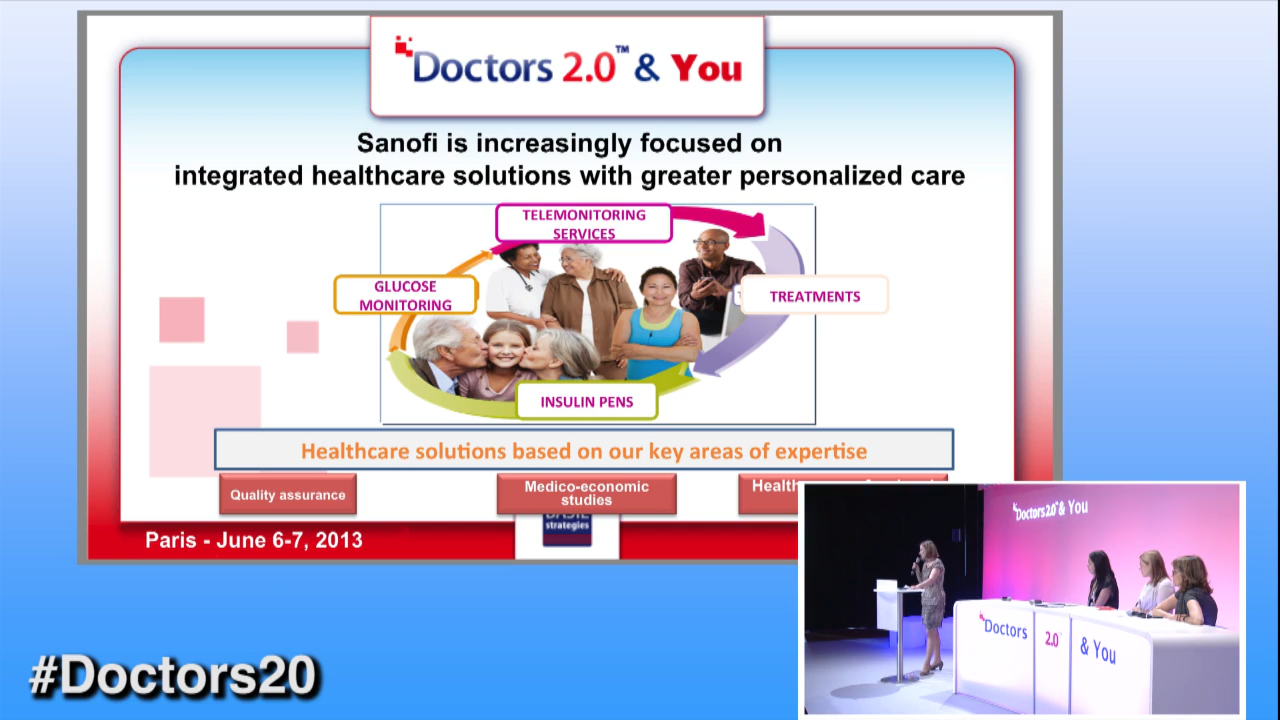 Doctors 2.0™ & You
Sanofi is increasingly focused on
integrated healthcare solutions with greater personalized care
TELEMONITORING
SERVICES
GLUCOSE
MONITORING
TREATMENTS
INSULIN PENS
Healthcare solutions based on our key areas of expertise
Quality assurance
Medico-economic
studies
strategies
Paris - June 6-7, 2013
Doctors 2.0 & You
Doctors 2.0 & You
#Doctors20